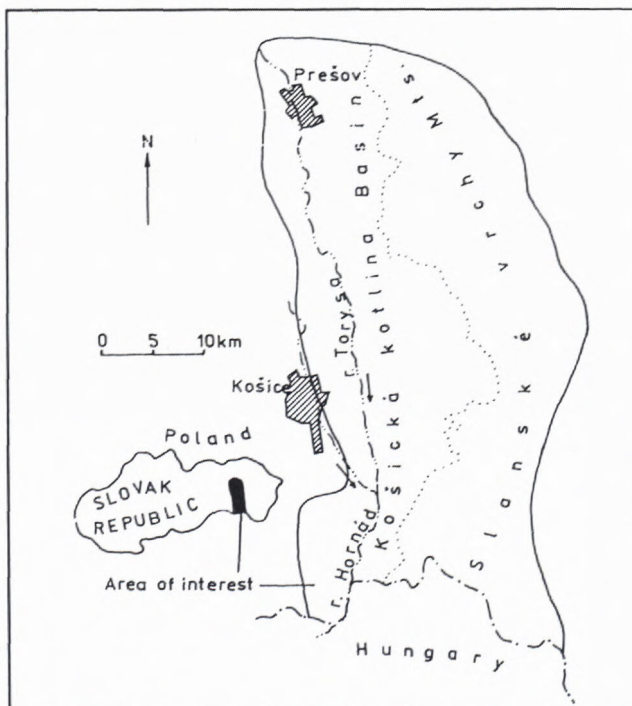 Prešov
N
Košická kotlina Basin
Slanské vrchy Mts.
r. Torysa
0 5 10km
Košice
Poland
SLOVAK
REPUBLIC
r. Hornád
Area of interest
Hungary